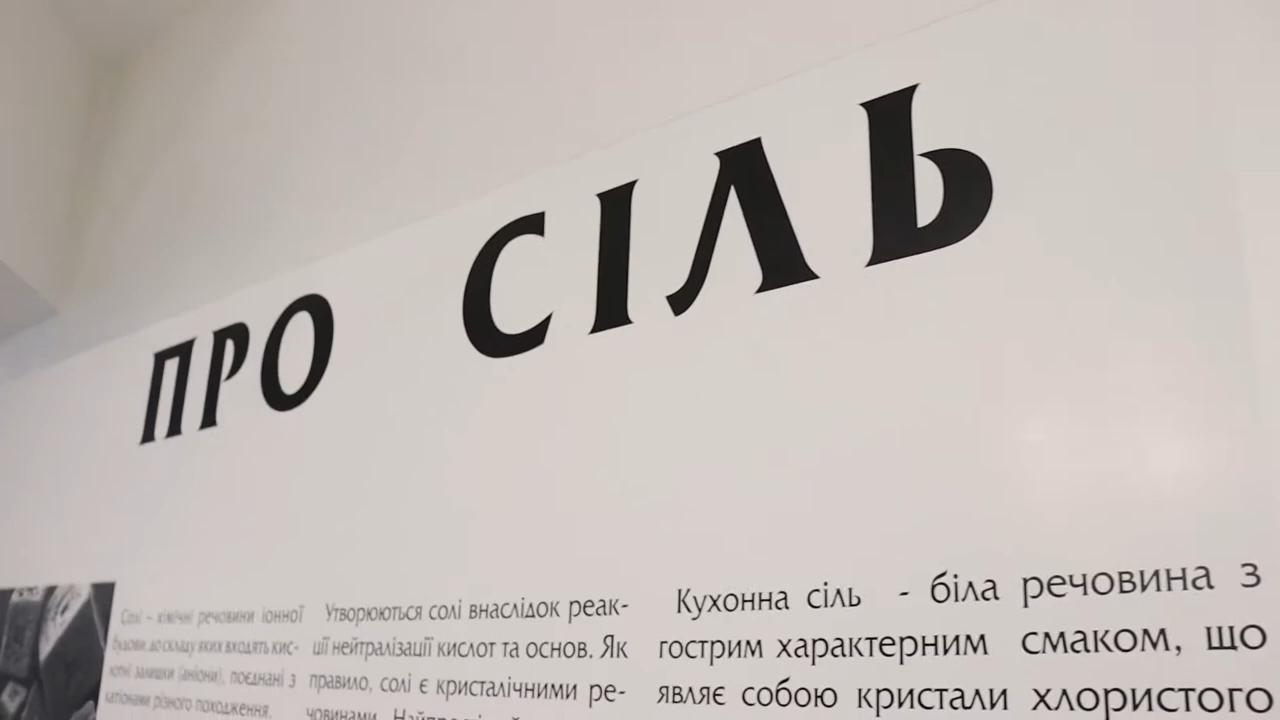 ПРО СІЛЬ
Солі – хімічні речовини іонної
будови, до складу яких входять кис-
лотні залишки (аніони), поєднані з
катіонами різного походження.
Утворюються солі внаслідок реак-
ції нейтралізації кислот та основ. Як
правило, солі є кристалічними ре-
човинами.
Кухонна сіль - біла речовина з
гострим характерним смаком, що
являє собою кристали хлористого